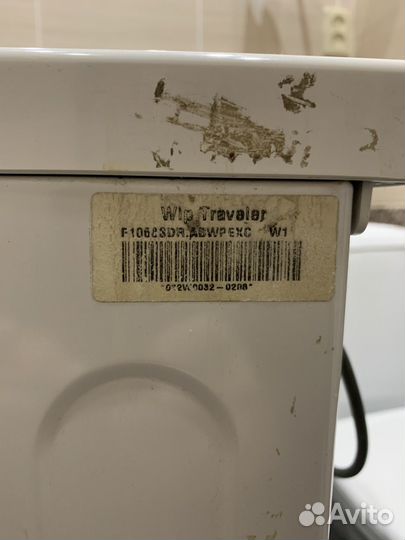 Wip Traveler
F1068SDR.ABWPEXC W1
Avito